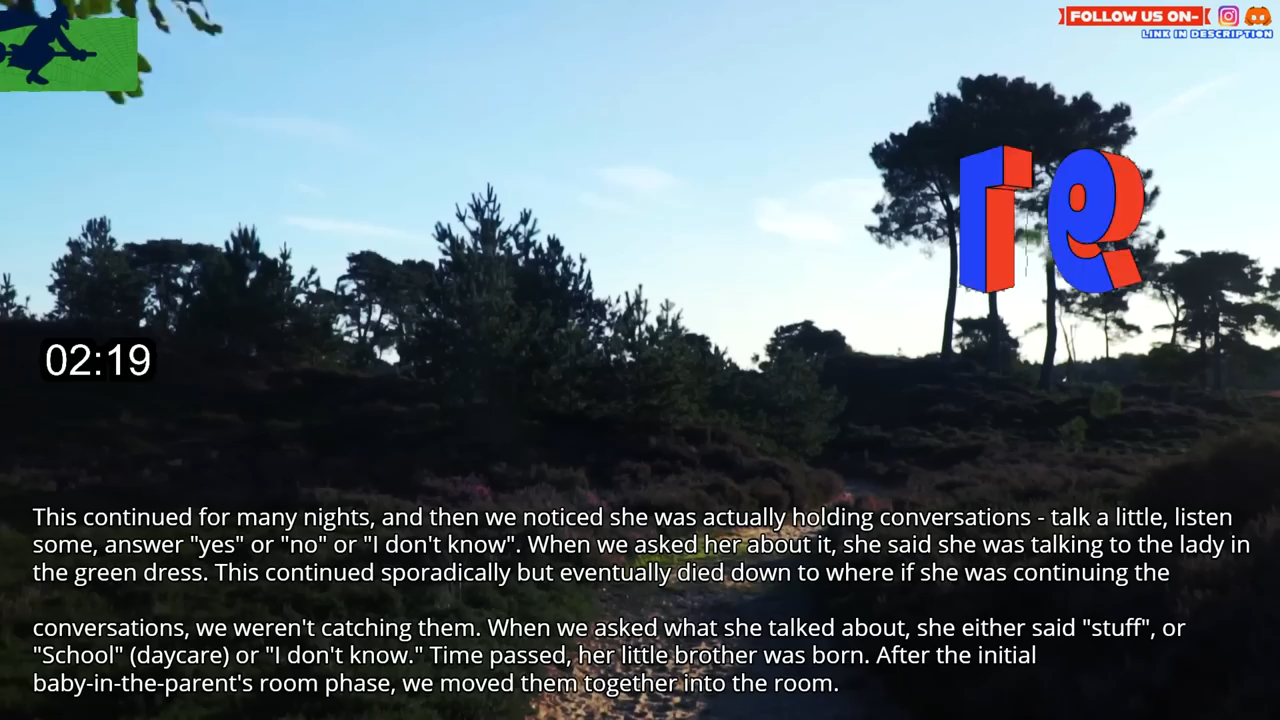 FOLLOW US ON-
LINK IN DESCRIPTION
02:19
This continued for many nights, and then we noticed she was actually holding conversations - talk a little, listen
some, answer "yes" or "no" or "I don't know". When we asked her about it, she said she was talking to the lady in
the green dress. This continued sporadically but eventually died down to where if she was continuing the
conversations, we weren't catching them. When we asked what she talked about, she either said "stuff", or
"School" (daycare) or "I don't know." Time passed, her little brother was born. After the initial
baby-in-the-parent's room phase, we moved them together into the room.